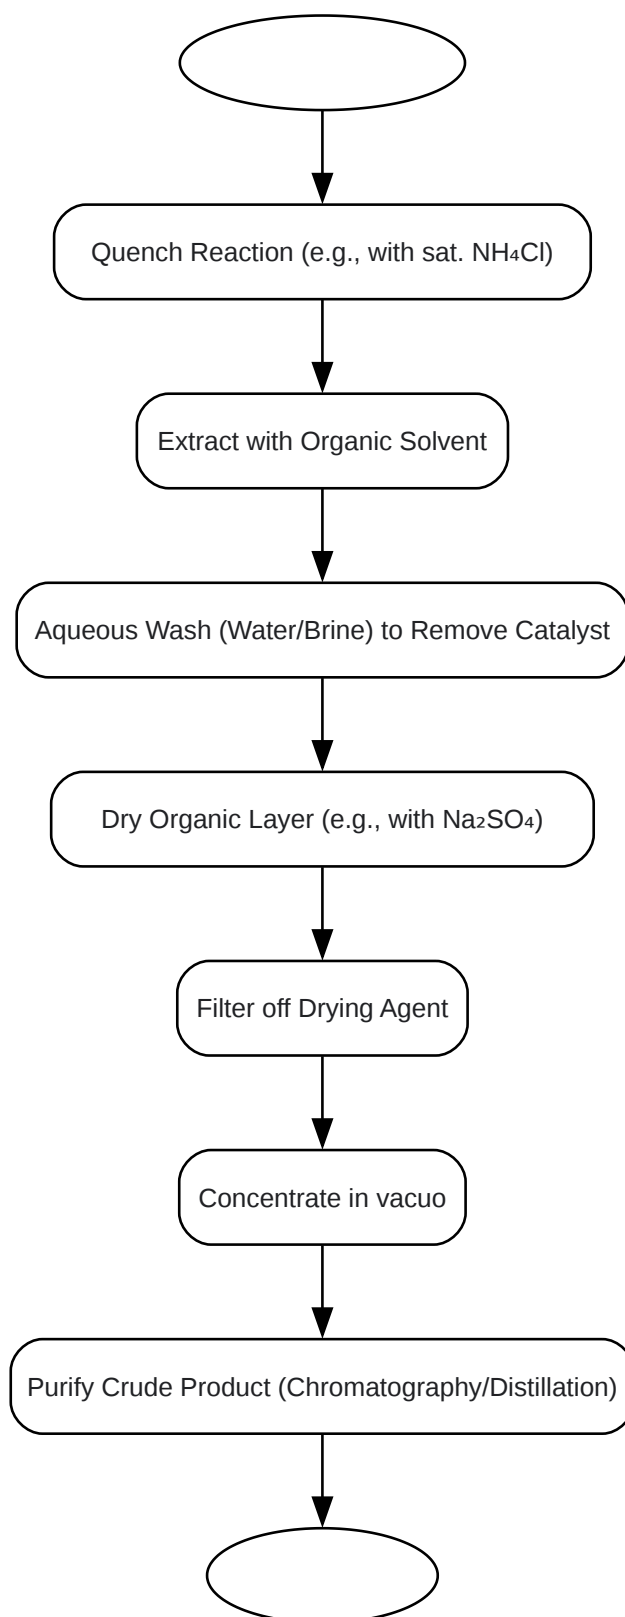 Quench Reaction (e.g., with sat. NH₄Cl)
Extract with Organic Solvent
Aqueous Wash (Water/Brine) to Remove Catalyst
Dry Organic Layer (e.g., with Na₂SO₄)
Filter off Drying Agent
Concentrate in vacuo
Purify Crude Product (Chromatography/Distillation)